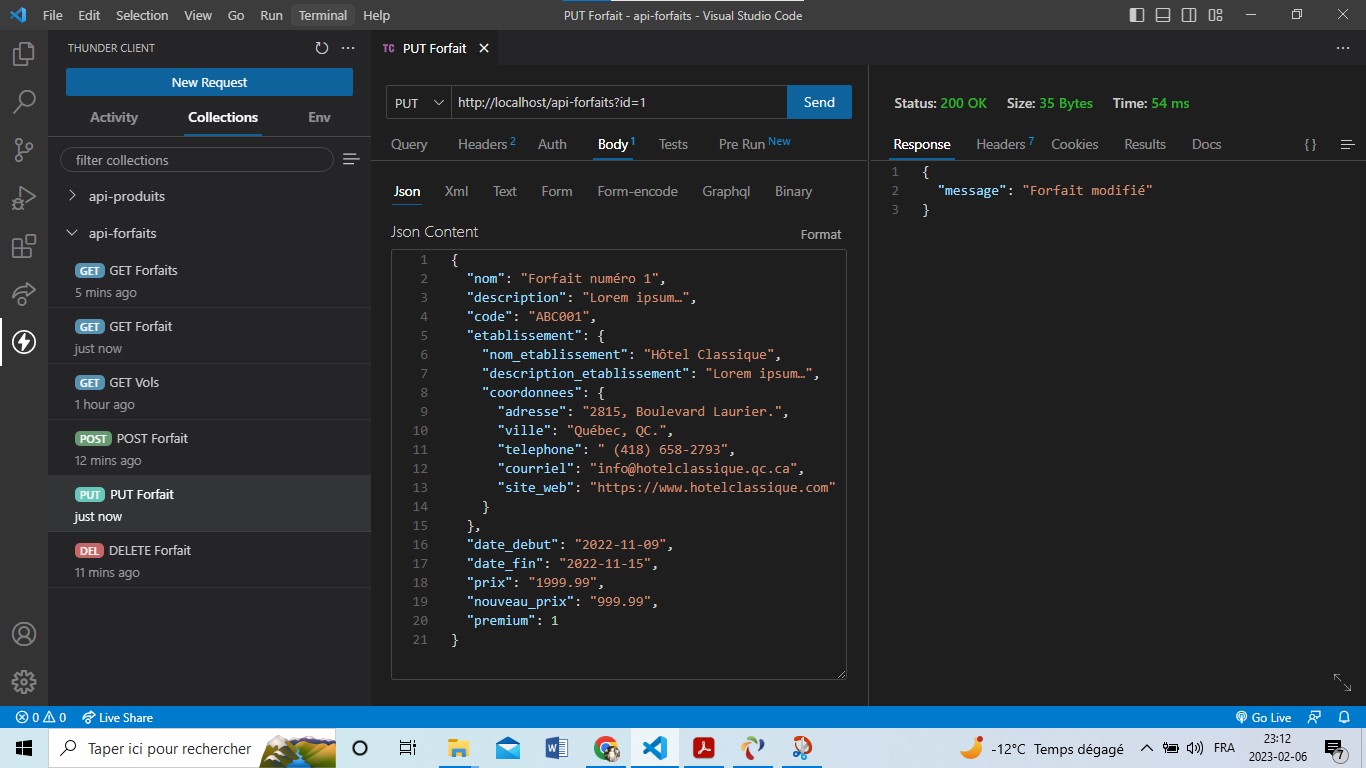 File Edit Selection View Go Run Terminal Help PUT Forfait - api-forfaits - Visual Studio Code
THUNDER CLIENT
New Request
Activity Collections Env
filter collections
api-produits
api-forfaits
GET GET Forfaits
5 mins ago
GET GET Forfait
just now
GET GET Vols
1 hour ago
POST POST Forfait
12 mins ago
PUT PUT Forfait
just now
DEL DELETE Forfait
11 mins ago
TC PUT Forfait
PUT http://localhost/api-forfaits?id=1 Send
Query Headers 2 Auth Body 1 Tests Pre Run New
Json Xml Text Form Form-encode Graphql Binary
Json Content Format
1 {
2 "nom": "Forfait numéro 1",
3 "description": "Lorem ipsum…",
4 "code": "ABC001",
5 "etablissement": {
6 "nom_etablissement": "Hôtel Classique",
7 "description_etablissement": "Lorem ipsum…",
8 "coordonnees": {
9 "adresse": "2815, Boulevard Laurier.",
10 "ville": "Québec, QC.",
11 "telephone": " (418) 658-2793",
12 "courriel": "info@hotelclassique.qc.ca",
13 "site_web": "https://www.hotelclassique.com"
14 }
15 },
16 "date_debut": "2022-11-09",
17 "date_fin": "2022-11-15",
18 "prix": "1999.99",
19 "nouveau_prix": "999.99",
20 "premium": 1
21 }
Status: 200 OK Size: 35 Bytes Time: 54 ms
Response Headers 7 Cookies Results Docs {}
1 {
2 "message": "Forfait modifié"
3 }
0 0 Live Share Go Live
Taper ici pour rechercher
-12°C Temps dégagé FRA
23:12
2023-02-06
7